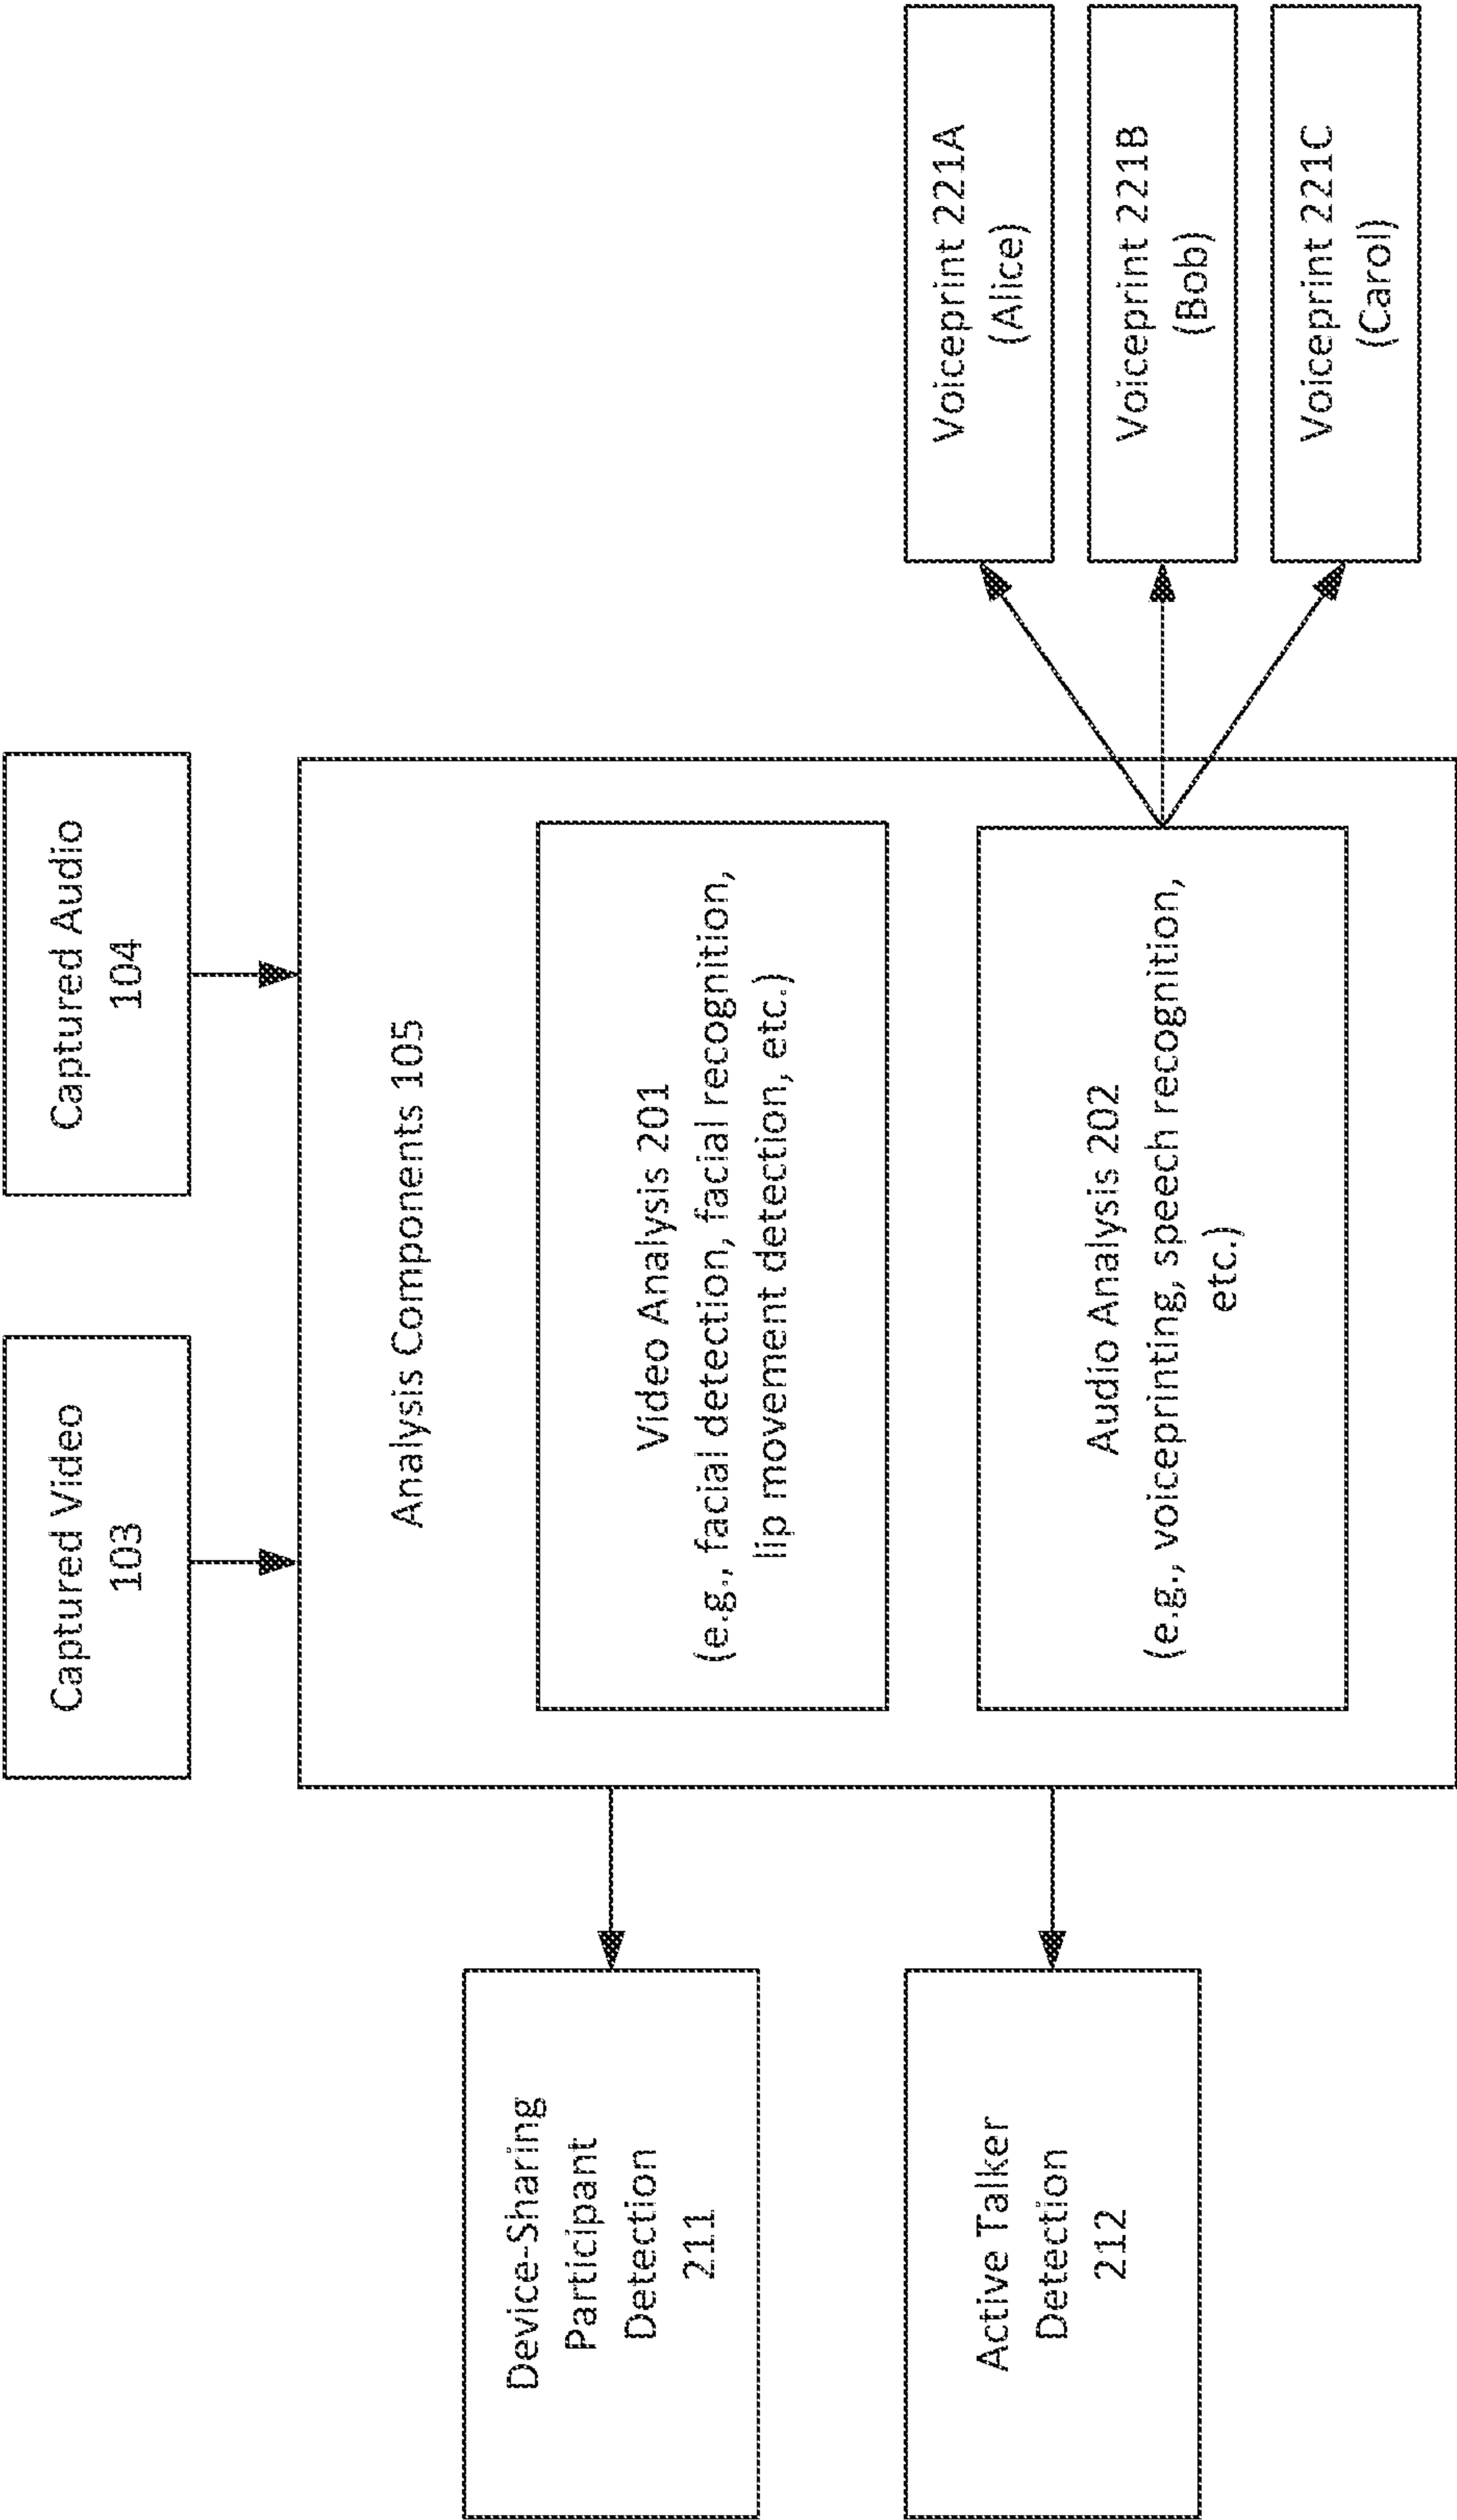 Captured Video
103
Captured Audio
104
Analysis Components 105
Video Analysis 201
(e.g., facial detection, facial recognition,
lip movement detection, etc.)
Audio Analysis 202
(e.g., voiceprinting, speech recognition,
etc.)
Device-Sharing
Participant
Detection
211
Active Talker
Detection
212
Voiceprint 221A
(Alice)
Voiceprint 221B
(Bob)
Voiceprint 221C
(Carol)